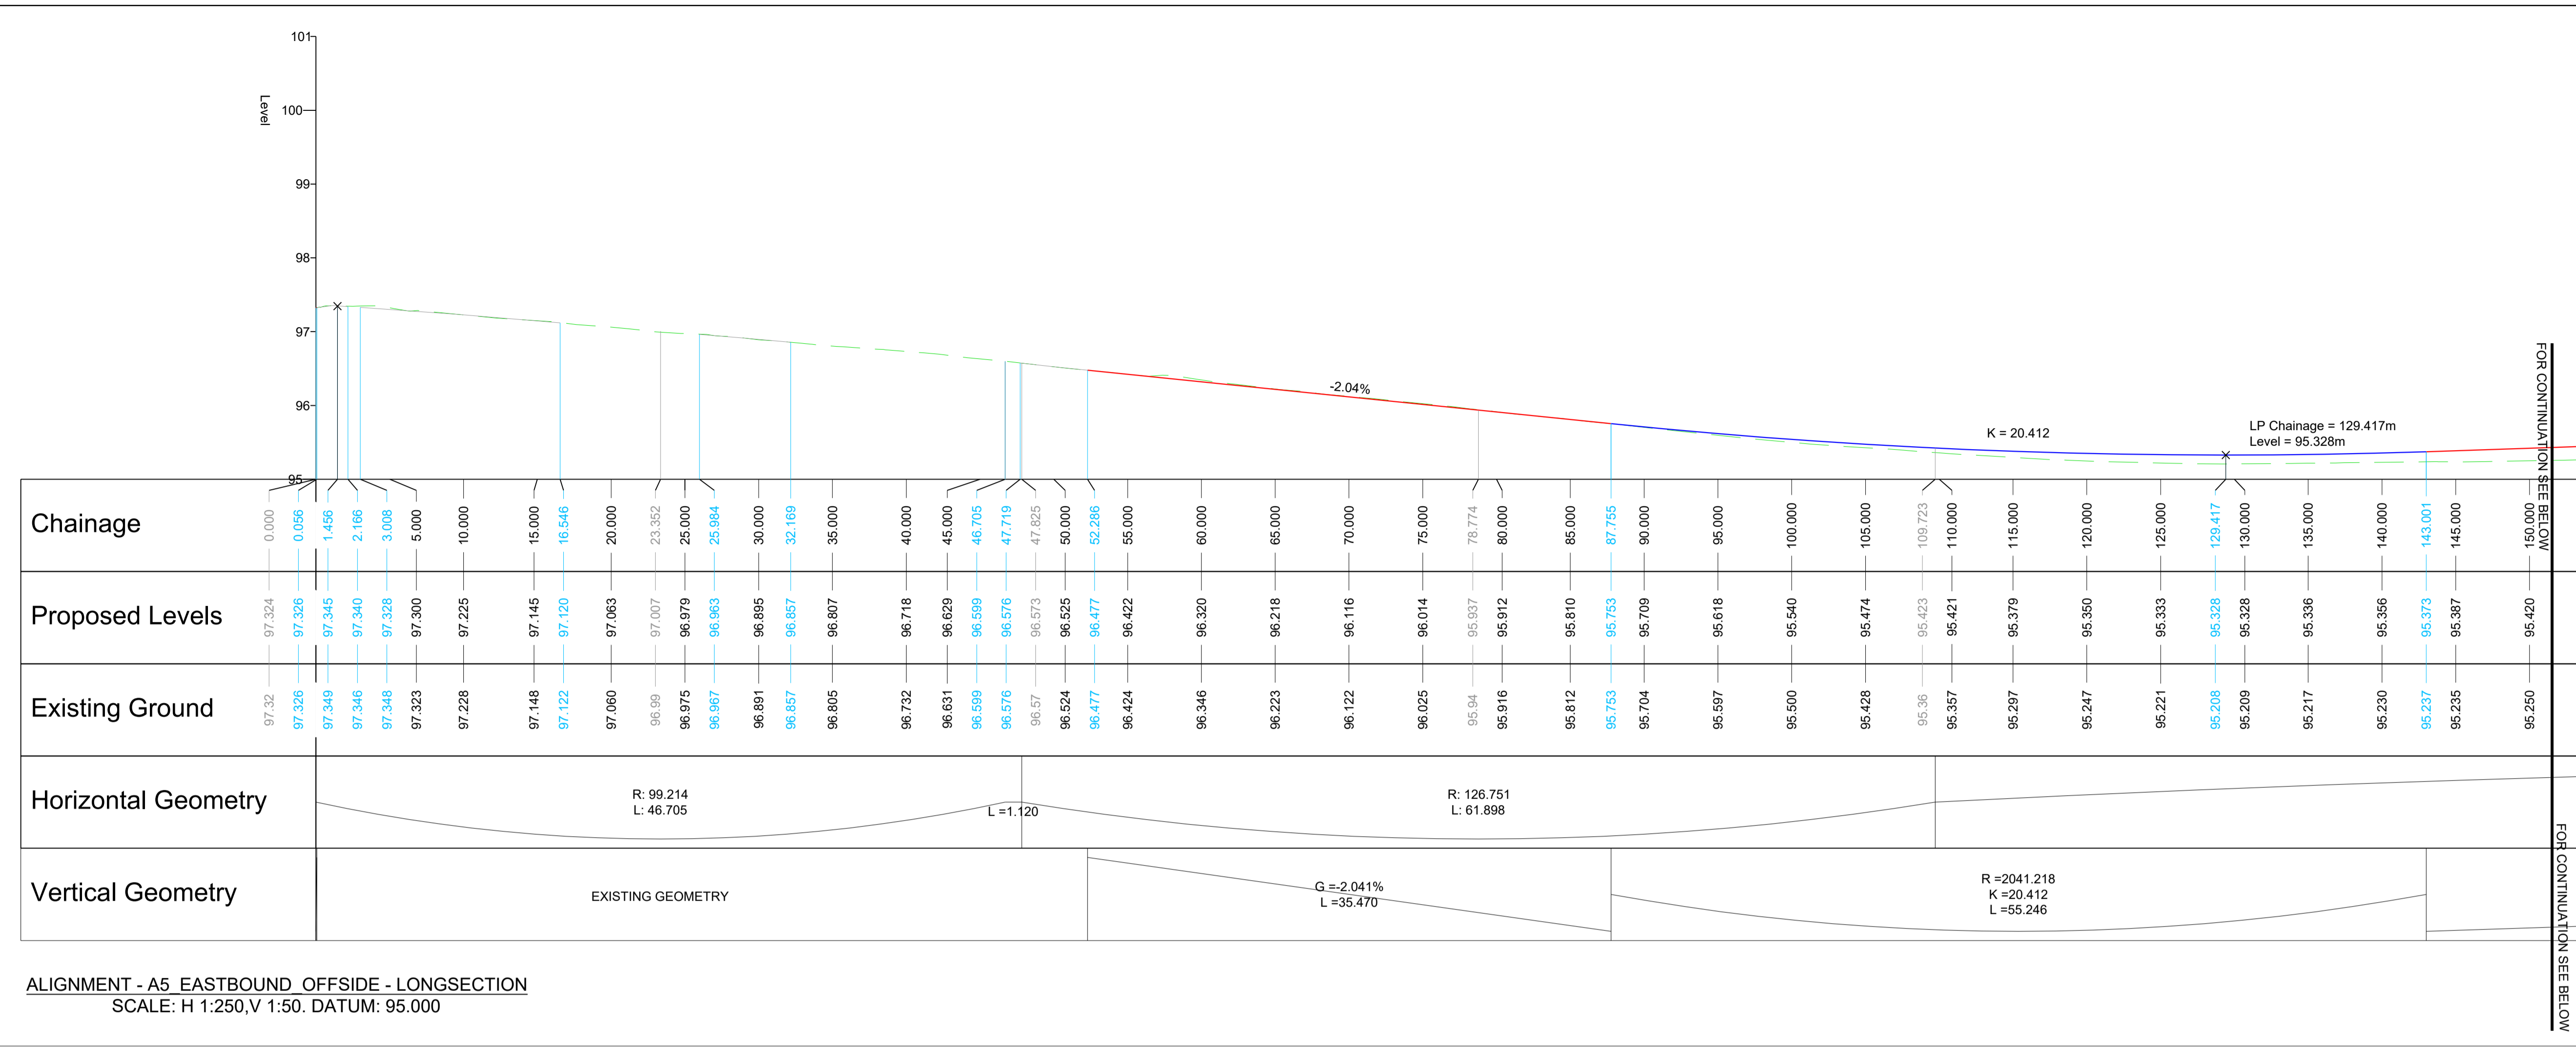 101
100
99
98
97
96
95
Level
-2.04%
K = 20.412
LP Chainage = 129.417m
Level = 95.328m
FOR CONTINUATION SEE BELOW
Chainage
0.000 0.056 1.456 2.166 3.008 5.000 10.000 15.000 16.546 20.000 23.352 25.000 25.984 30.000 32.169 35.000 40.000 45.000 46.705 47.719 47.825 50.000 52.286 55.000 60.000 65.000 70.000 75.000 78.774 80.000 85.000 87.755 90.000 95.000 100.000 105.000 109.723 110.000 115.000 120.000 125.000 129.417 130.000 135.000 140.000 143.001 145.000 150.000
Proposed Levels
97.324 97.326 97.345 97.340 97.328 97.300 97.225 97.145 97.120 97.063 97.007 96.979 96.963 96.895 96.857 96.807 96.718 96.629 96.599 96.576 96.573 96.525 96.477 96.422 96.320 96.218 96.116 96.014 95.937 95.912 95.810 95.753 95.709 95.618 95.540 95.474 95.423 95.421 95.379 95.350 95.333 95.328 95.328 95.336 95.356 95.373 95.387 95.420
Existing Ground
97.32 97.326 97.349 97.346 97.348 97.323 97.228 97.148 97.122 97.060 96.99 96.975 96.967 96.891 96.857 96.805 96.732 96.631 96.599 96.576 96.57 96.524 96.477 96.424 96.346 96.223 96.122 96.025 95.94 95.916 95.812 95.753 95.704 95.597 95.500 95.428 95.36 95.357 95.297 95.247 95.221 95.208 95.209 95.217 95.230 95.237 95.235 95.250
Horizontal Geometry
R: 99.214
L: 46.705
L =1.120
R: 126.751
L: 61.898
Vertical Geometry
EXISTING GEOMETRY
G =-2.041%
L =35.470
R =2041.218
K =20.412
L =55.246
FOR CONTINUATION SEE BELOW
ALIGNMENT - A5_EASTBOUND_OFFSIDE - LONGSECTION
SCALE: H 1:250,V 1:50. DATUM: 95.000